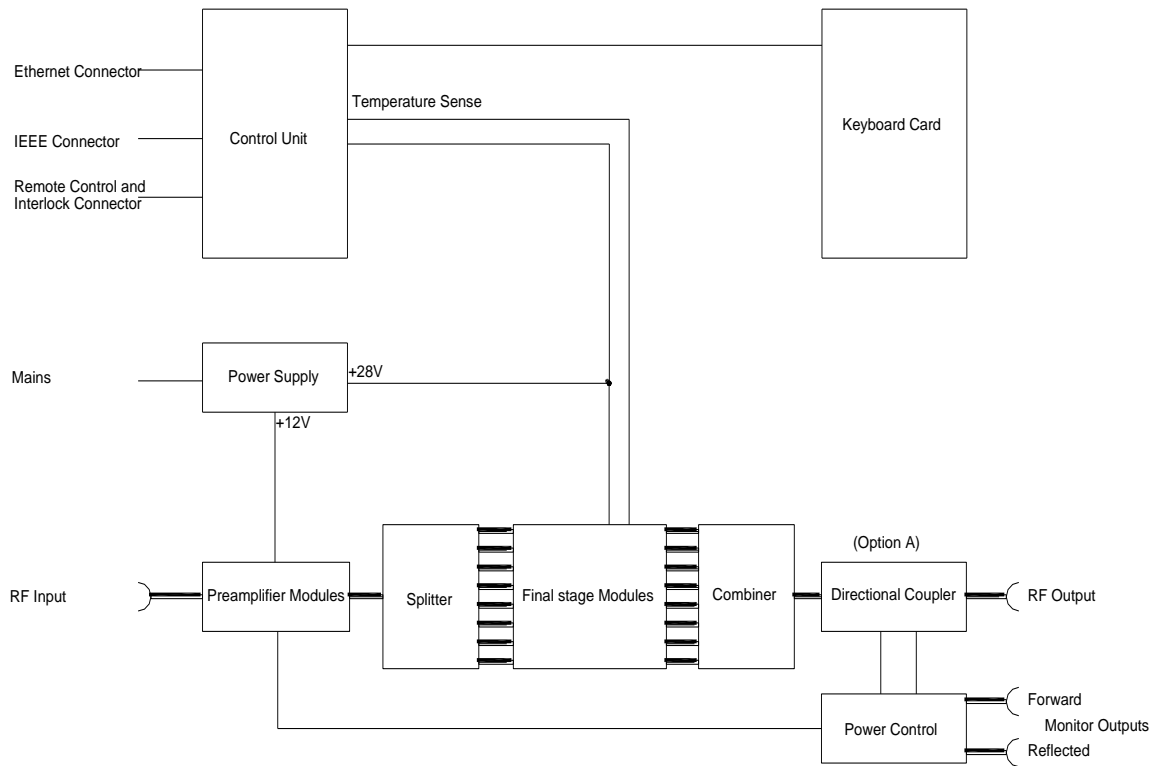 Ethernet Connector
Temperature Sense
IEEE Connector
Control Unit
Keyboard Card
Remote Control and
Interlock Connector
Mains
Power Supply
+28V
+12V
(Option A)
RF Input
Preamplifier Modules
Splitter
Final stage Modules
Combiner
Directional Coupler
RF Output
Forward
Power Control
Monitor Outputs
Reflected